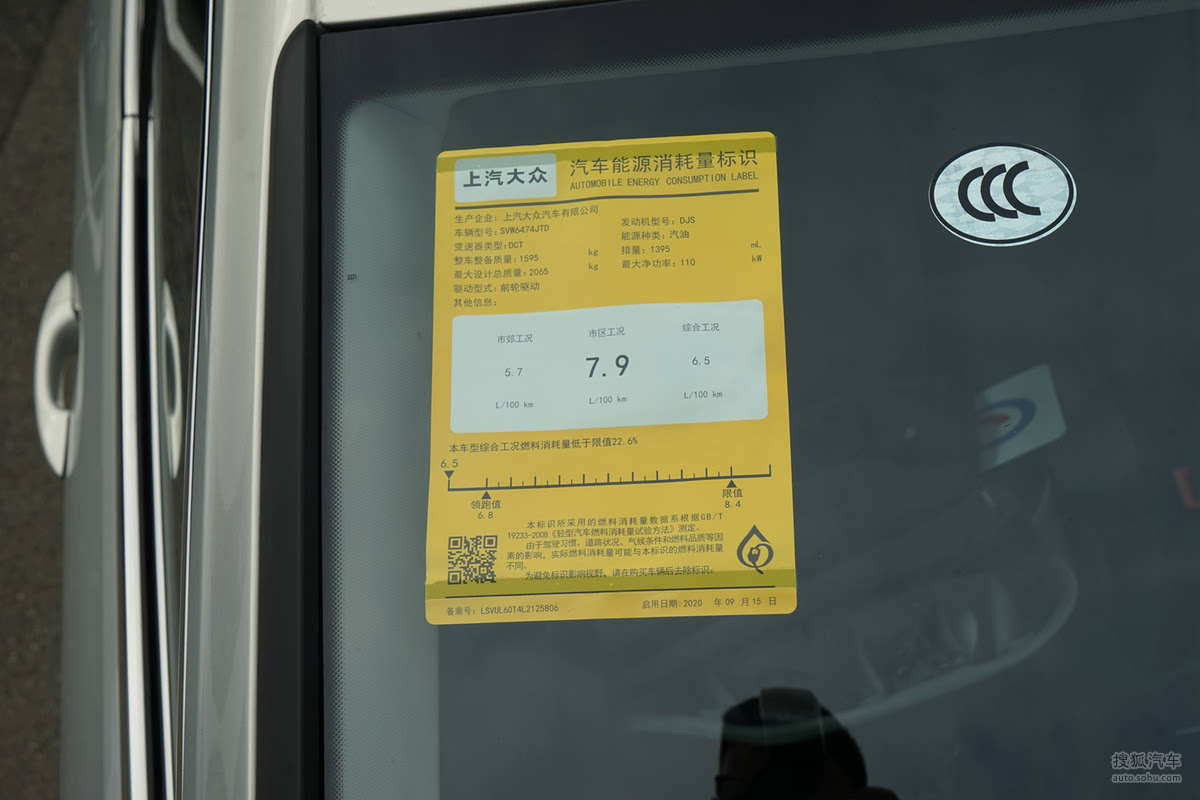 上汽大众
汽车能源消耗量标识
AUTOMOBILE ENERGY CONSUMPTION LABEL
生产企业：上汽大众汽车有限公司
车辆型号：SVW6474JTD
变速器类型：DCT
整车整备质量：1595 kg
最大设计总质量：2065 kg
驱动型式：前轮驱动
其他信息：
发动机型号：DJS
能源种类：汽油
排量：1395 mL
最大净功率：110 kW
市郊工况 市区工况 综合工况
5.7 7.9 6.5
L/100 km L/100 km L/100 km
本车型综合工况燃料消耗量低于限值22.6%
6.5
领跑值 限值
6.8 8.4
本标识所采用的燃料消耗量数据系根据GB/T
19233-2008《轻型汽车燃料消耗量试验方法》测定。
由于驾驶习惯、道路状况、气候条件和燃料品质等因
素的影响，实际燃料消耗量可能与本标识的燃料消耗量
不同。
为避免标识影响视野，请在购买车辆后去除标识。
备案号：LSVUL60T4L2125806 启用日期：2020 年 09 月 15 日
CCC
搜狐汽车
auto.sohu.com